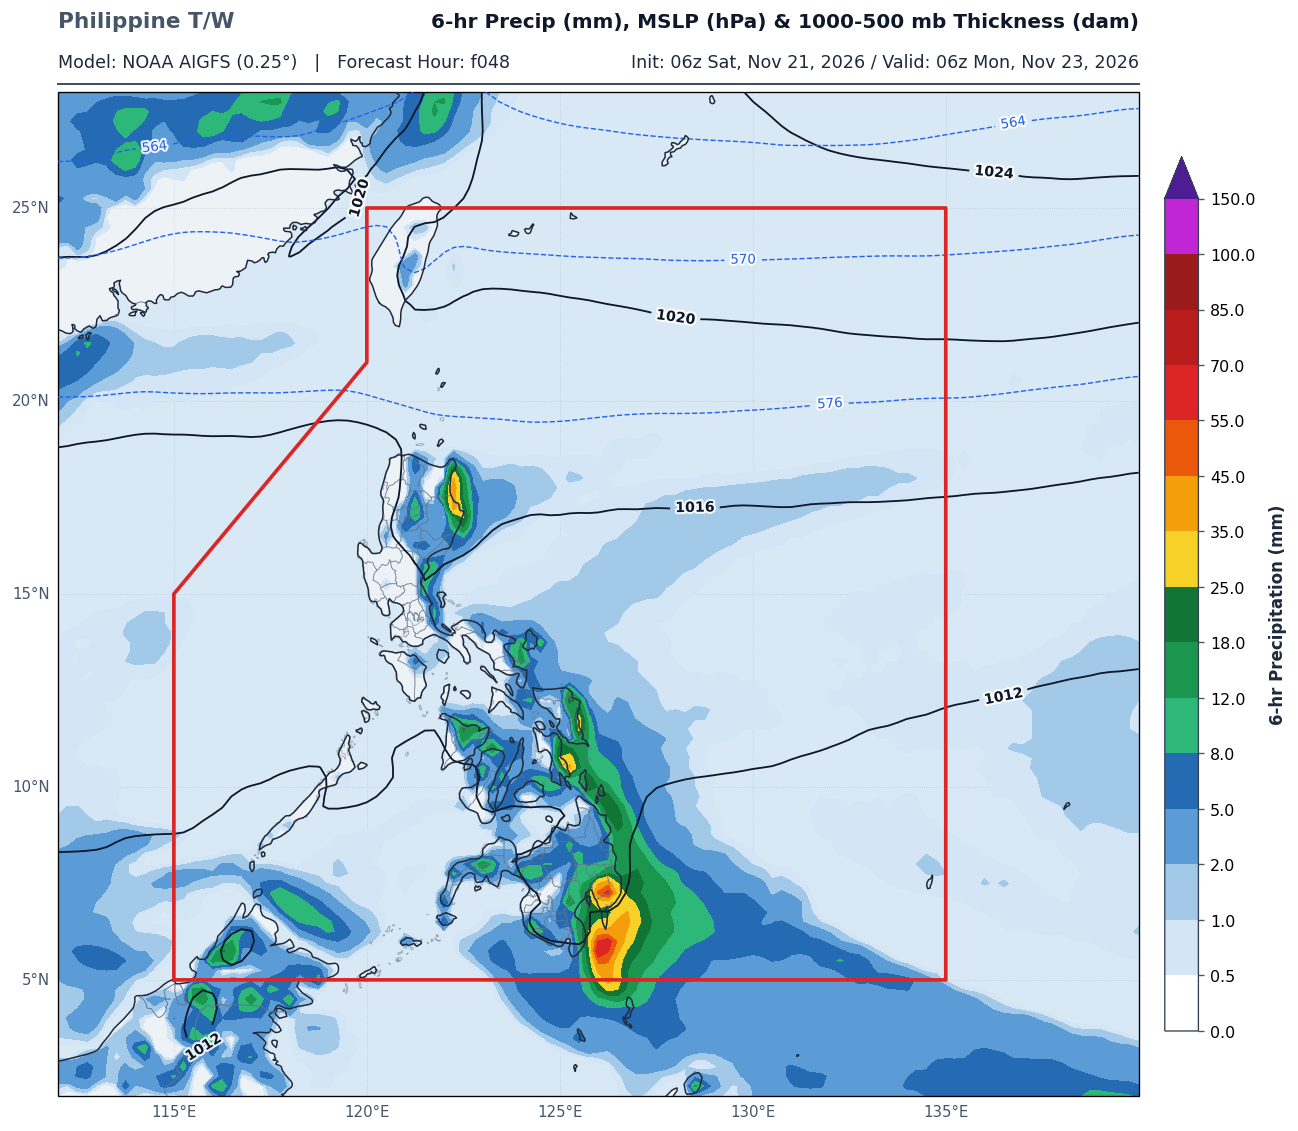 Philippine T/W
6-hr Precip (mm), MSLP (hPa) & 1000-500 mb Thickness (dam)
Model: NOAA AIGFS (0.25°) | Forecast Hour: f048
Init: 06z Sat, Nov 21, 2026 / Valid: 06z Mon, Nov 23, 2026
564
564
1024
1020
570
1020
576
1016
1012
1012
25°N
20°N
15°N
10°N
5°N
115°E
120°E
125°E
130°E
135°E
150.0
100.0
85.0
70.0
55.0
45.0
35.0
25.0
18.0
12.0
8.0
5.0
2.0
1.0
0.5
0.0
6-hr Precipitation (mm)